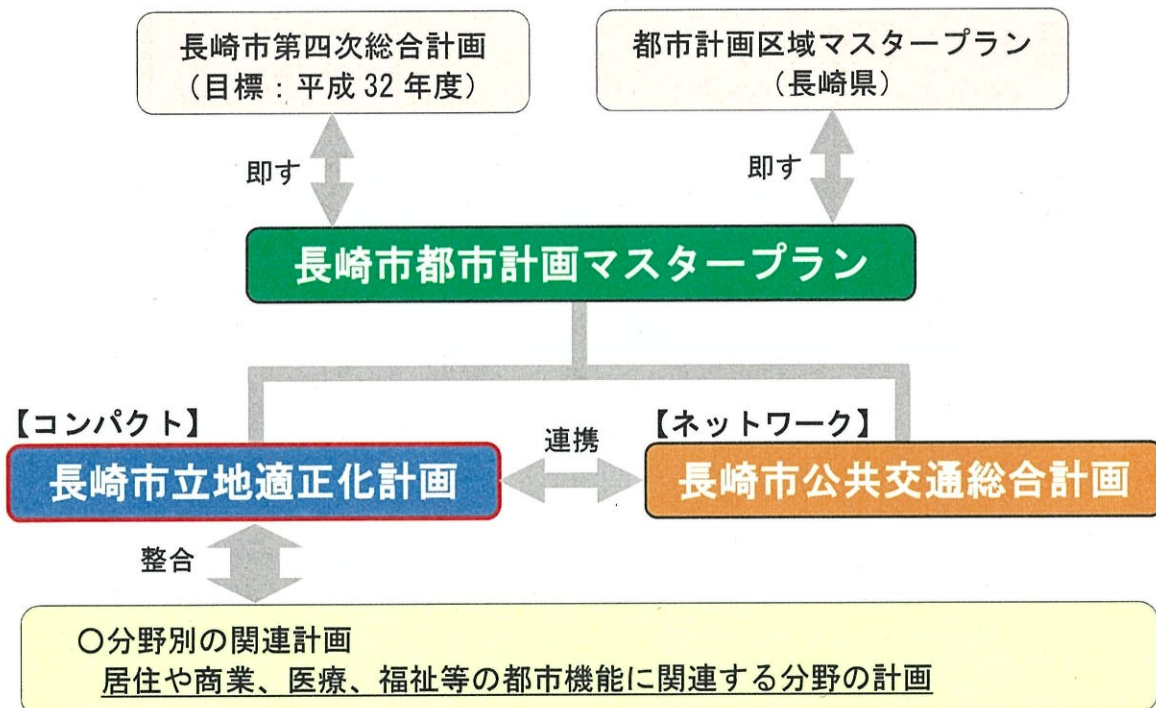 長崎市第四次総合計画
（目標：平成32年度）
都市計画区域マスタープラン
（長崎県）
即す
即す
長崎市都市計画マスタープラン
【コンパクト】
【ネットワーク】
長崎市立地適正化計画
連携
長崎市公共交通総合計画
整合
○分野別の関連計画
居住や商業、医療、福祉等の都市機能に関連する分野の計画